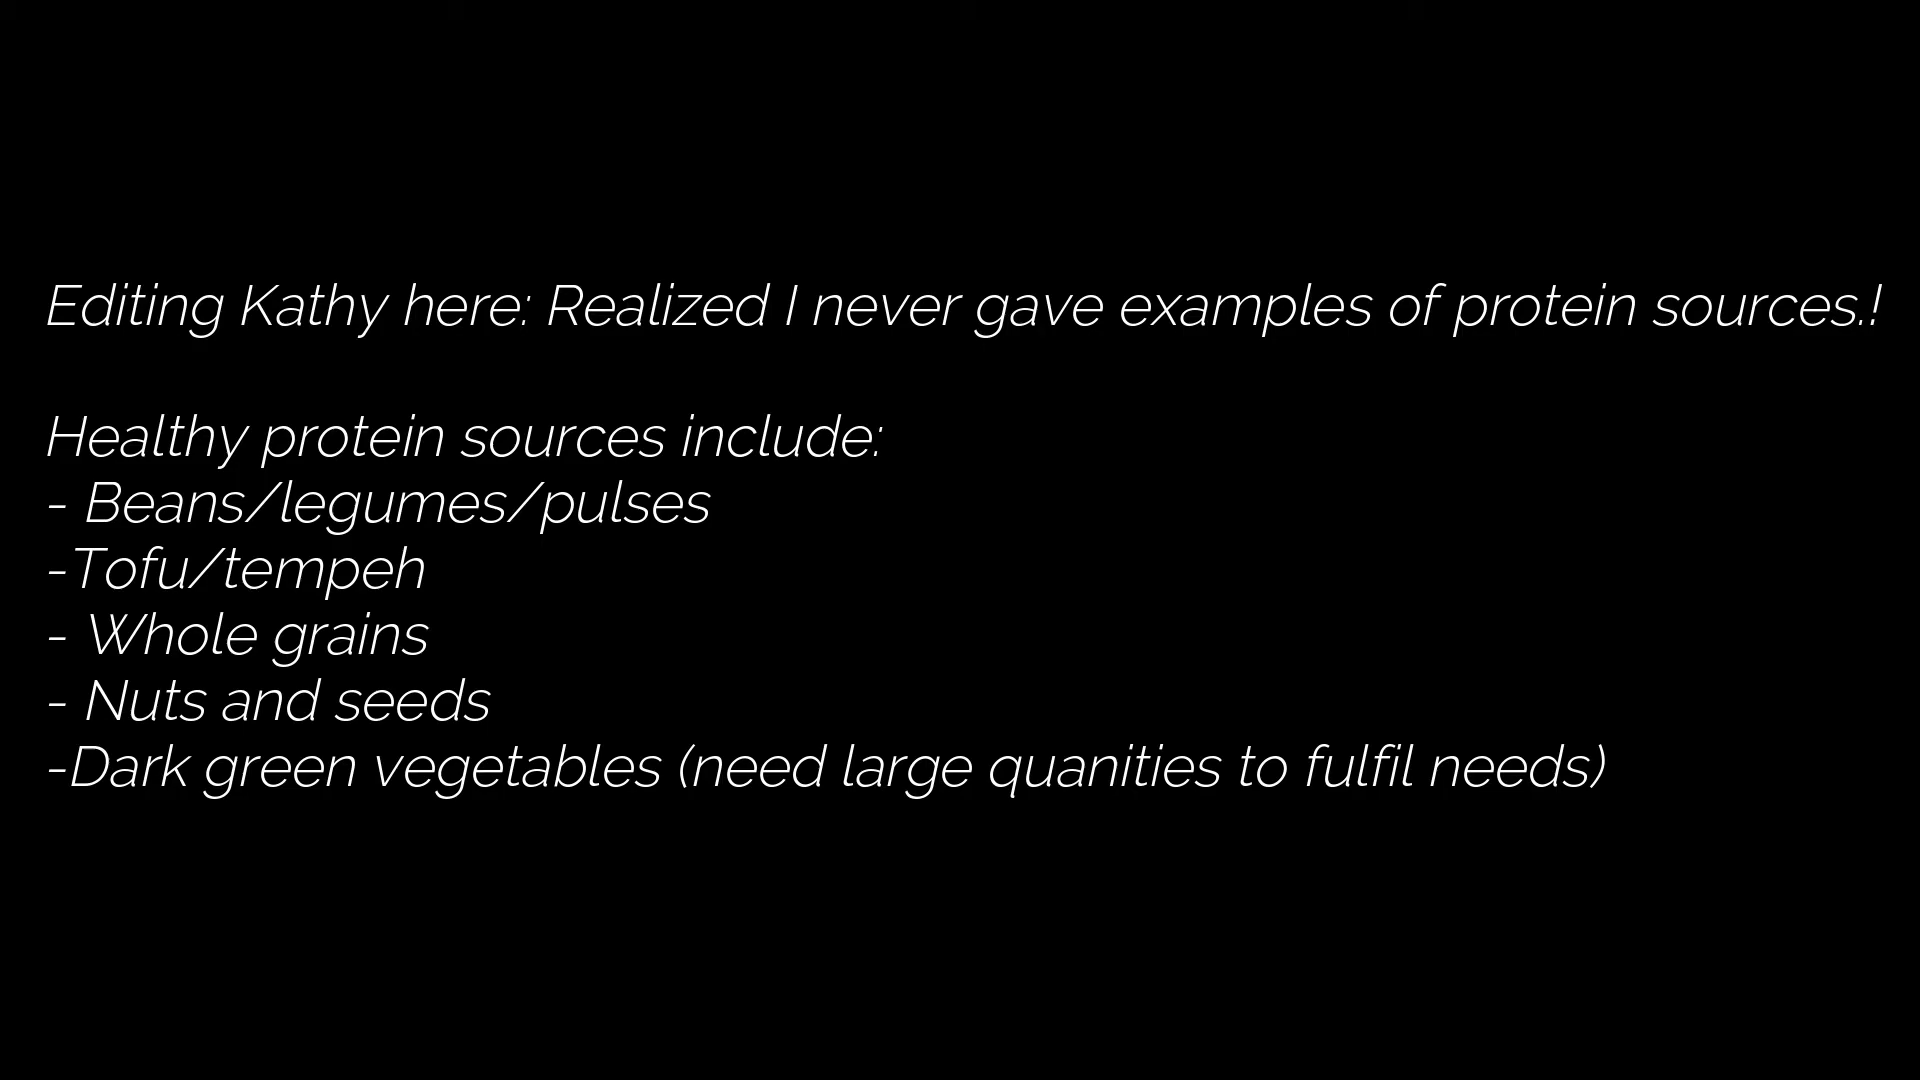 Editing Kathy here: Realized I never gave examples of protein sources.!
Healthy protein sources include:
- Beans/legumes/pulses
-Tofu/tempeh
- Whole grains
- Nuts and seeds
-Dark green vegetables (need large quanities to fulfil needs)